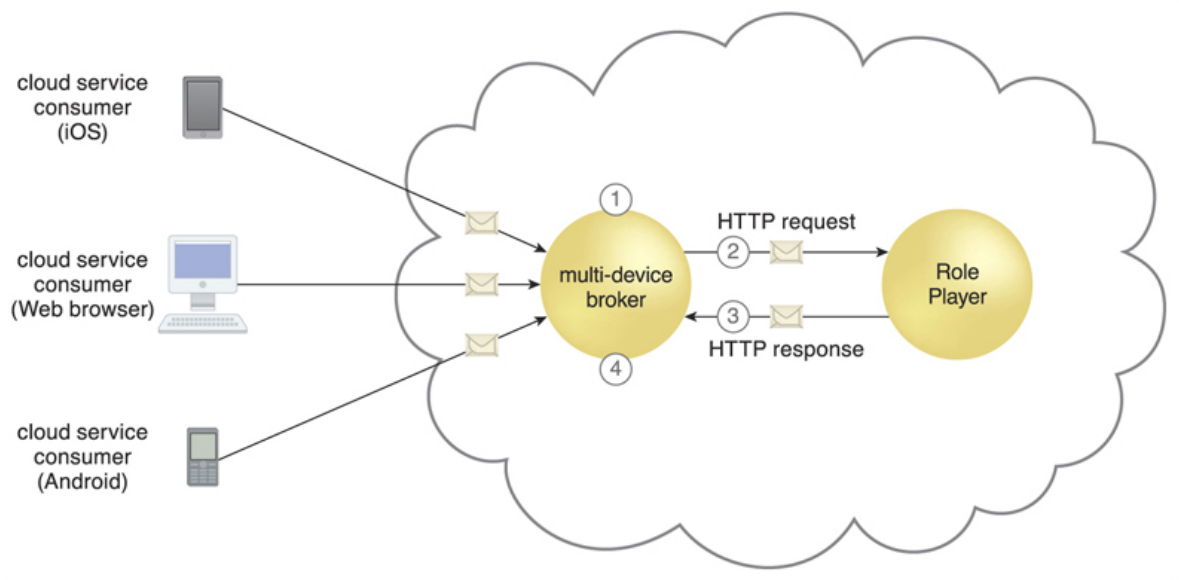 cloud service
consumer
(iOS)
cloud service
consumer
(Web browser)
cloud service
consumer
(Android)
1
multi-device
broker
4
HTTP request
2
3
HTTP response
Role
Player